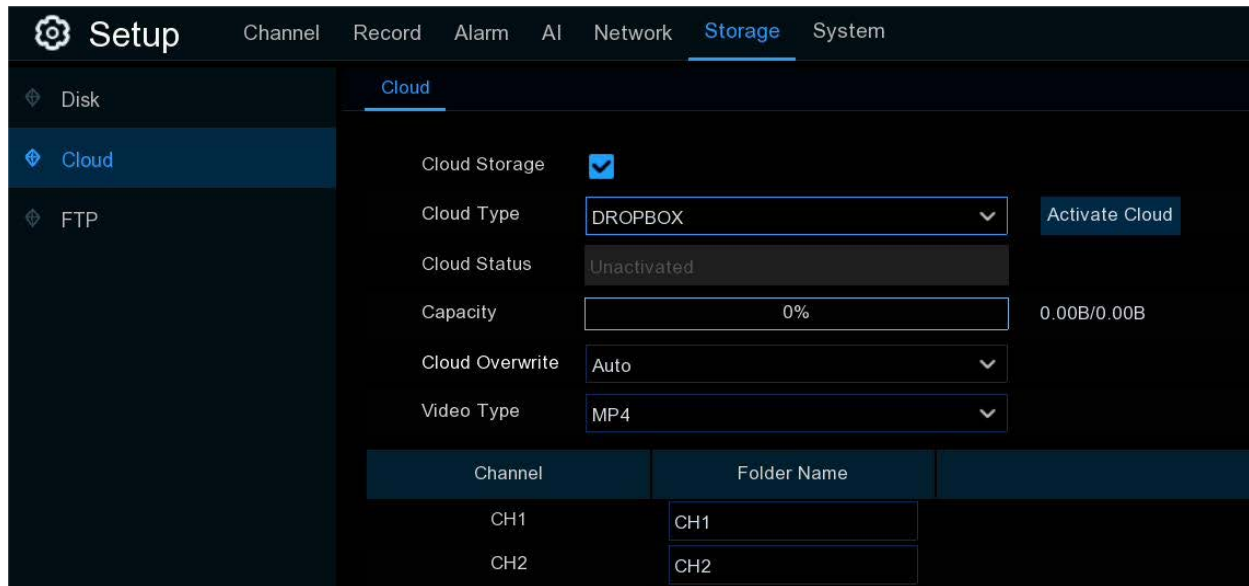 Setup Channel Record Alarm AI Network Storage System
Disk
Cloud
FTP
Cloud
Cloud Storage
Cloud Type DROPBOX Activate Cloud
Cloud Status Unactivated
Capacity 0% 0.00B/0.00B
Cloud Overwrite Auto
Video Type MP4
Channel Folder Name
CH1 CH1
CH2 CH2